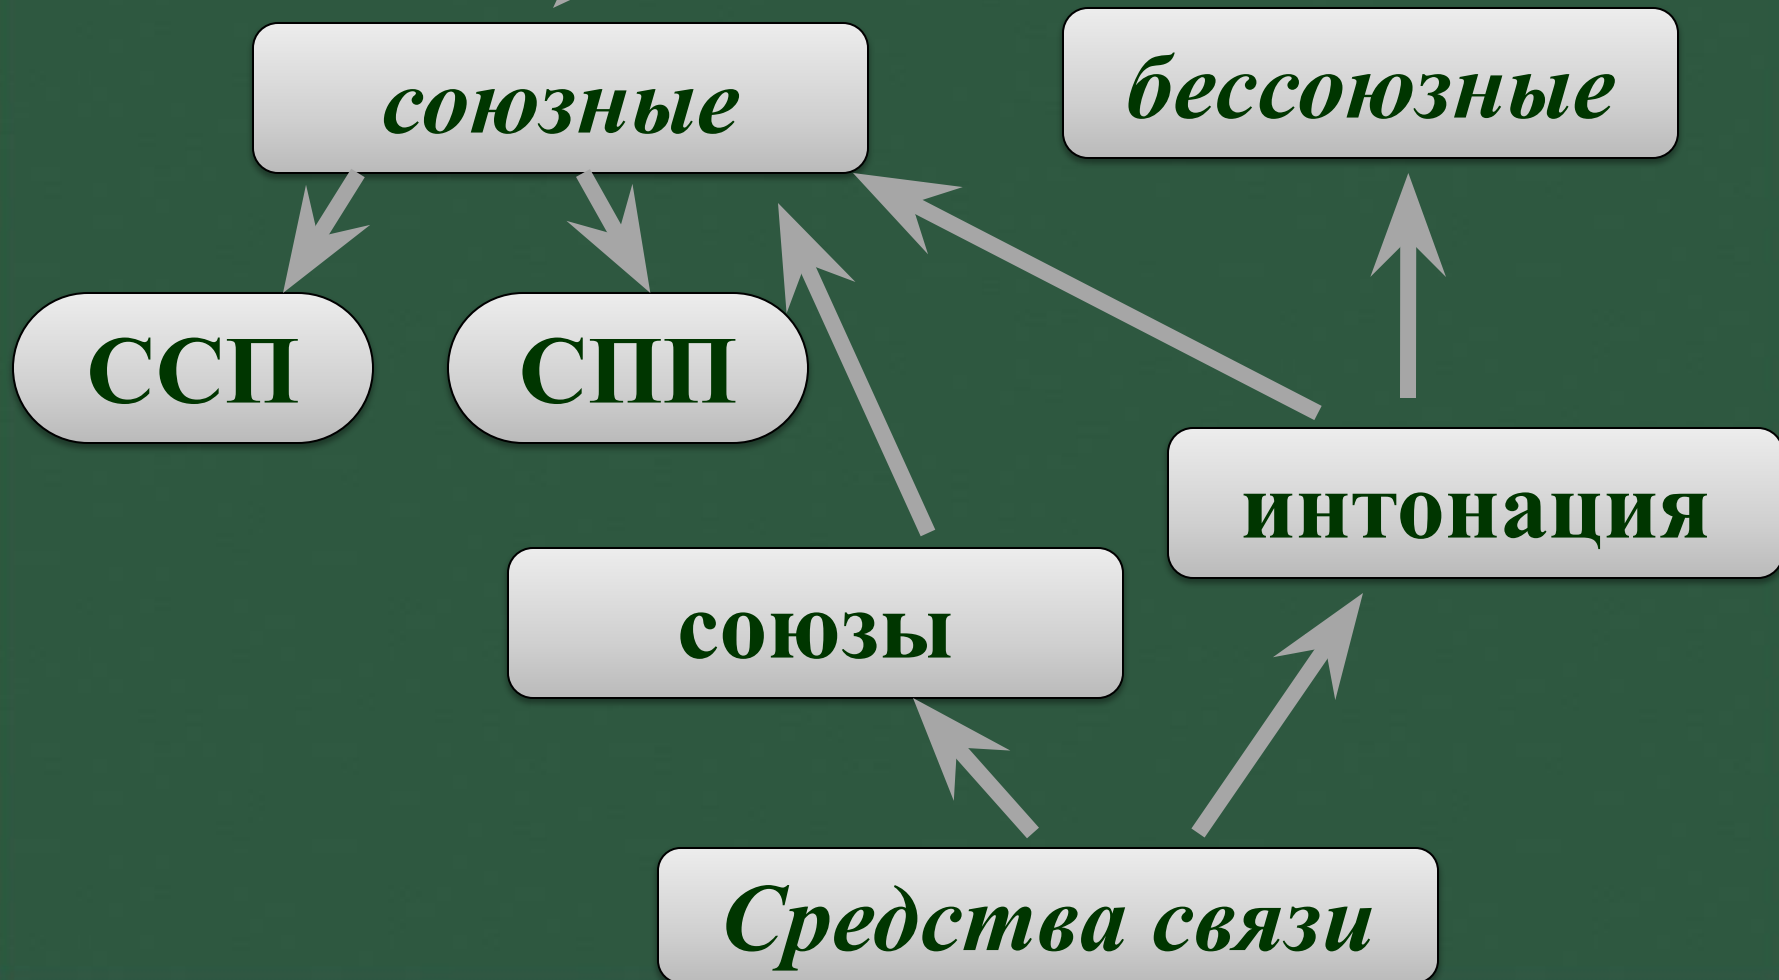 союзные
бессоюзные
ССП
СПП
интонация
союзы
Средства связи